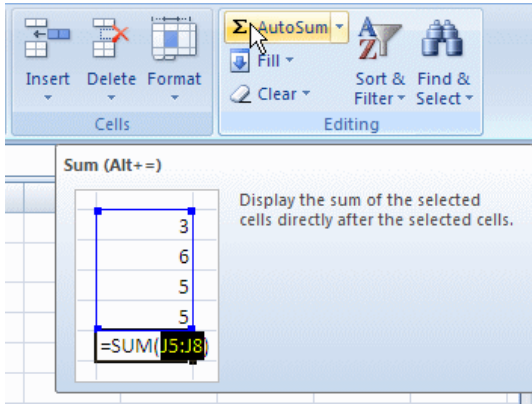 Σ AutoSum
Fill
Clear
Insert Delete Format
Sort & Filter
Find & Select
Cells
Editing
Sum (Alt+=)
Display the sum of the selected
cells directly after the selected cells.
3
6
5
5
=SUM(J5:J8)